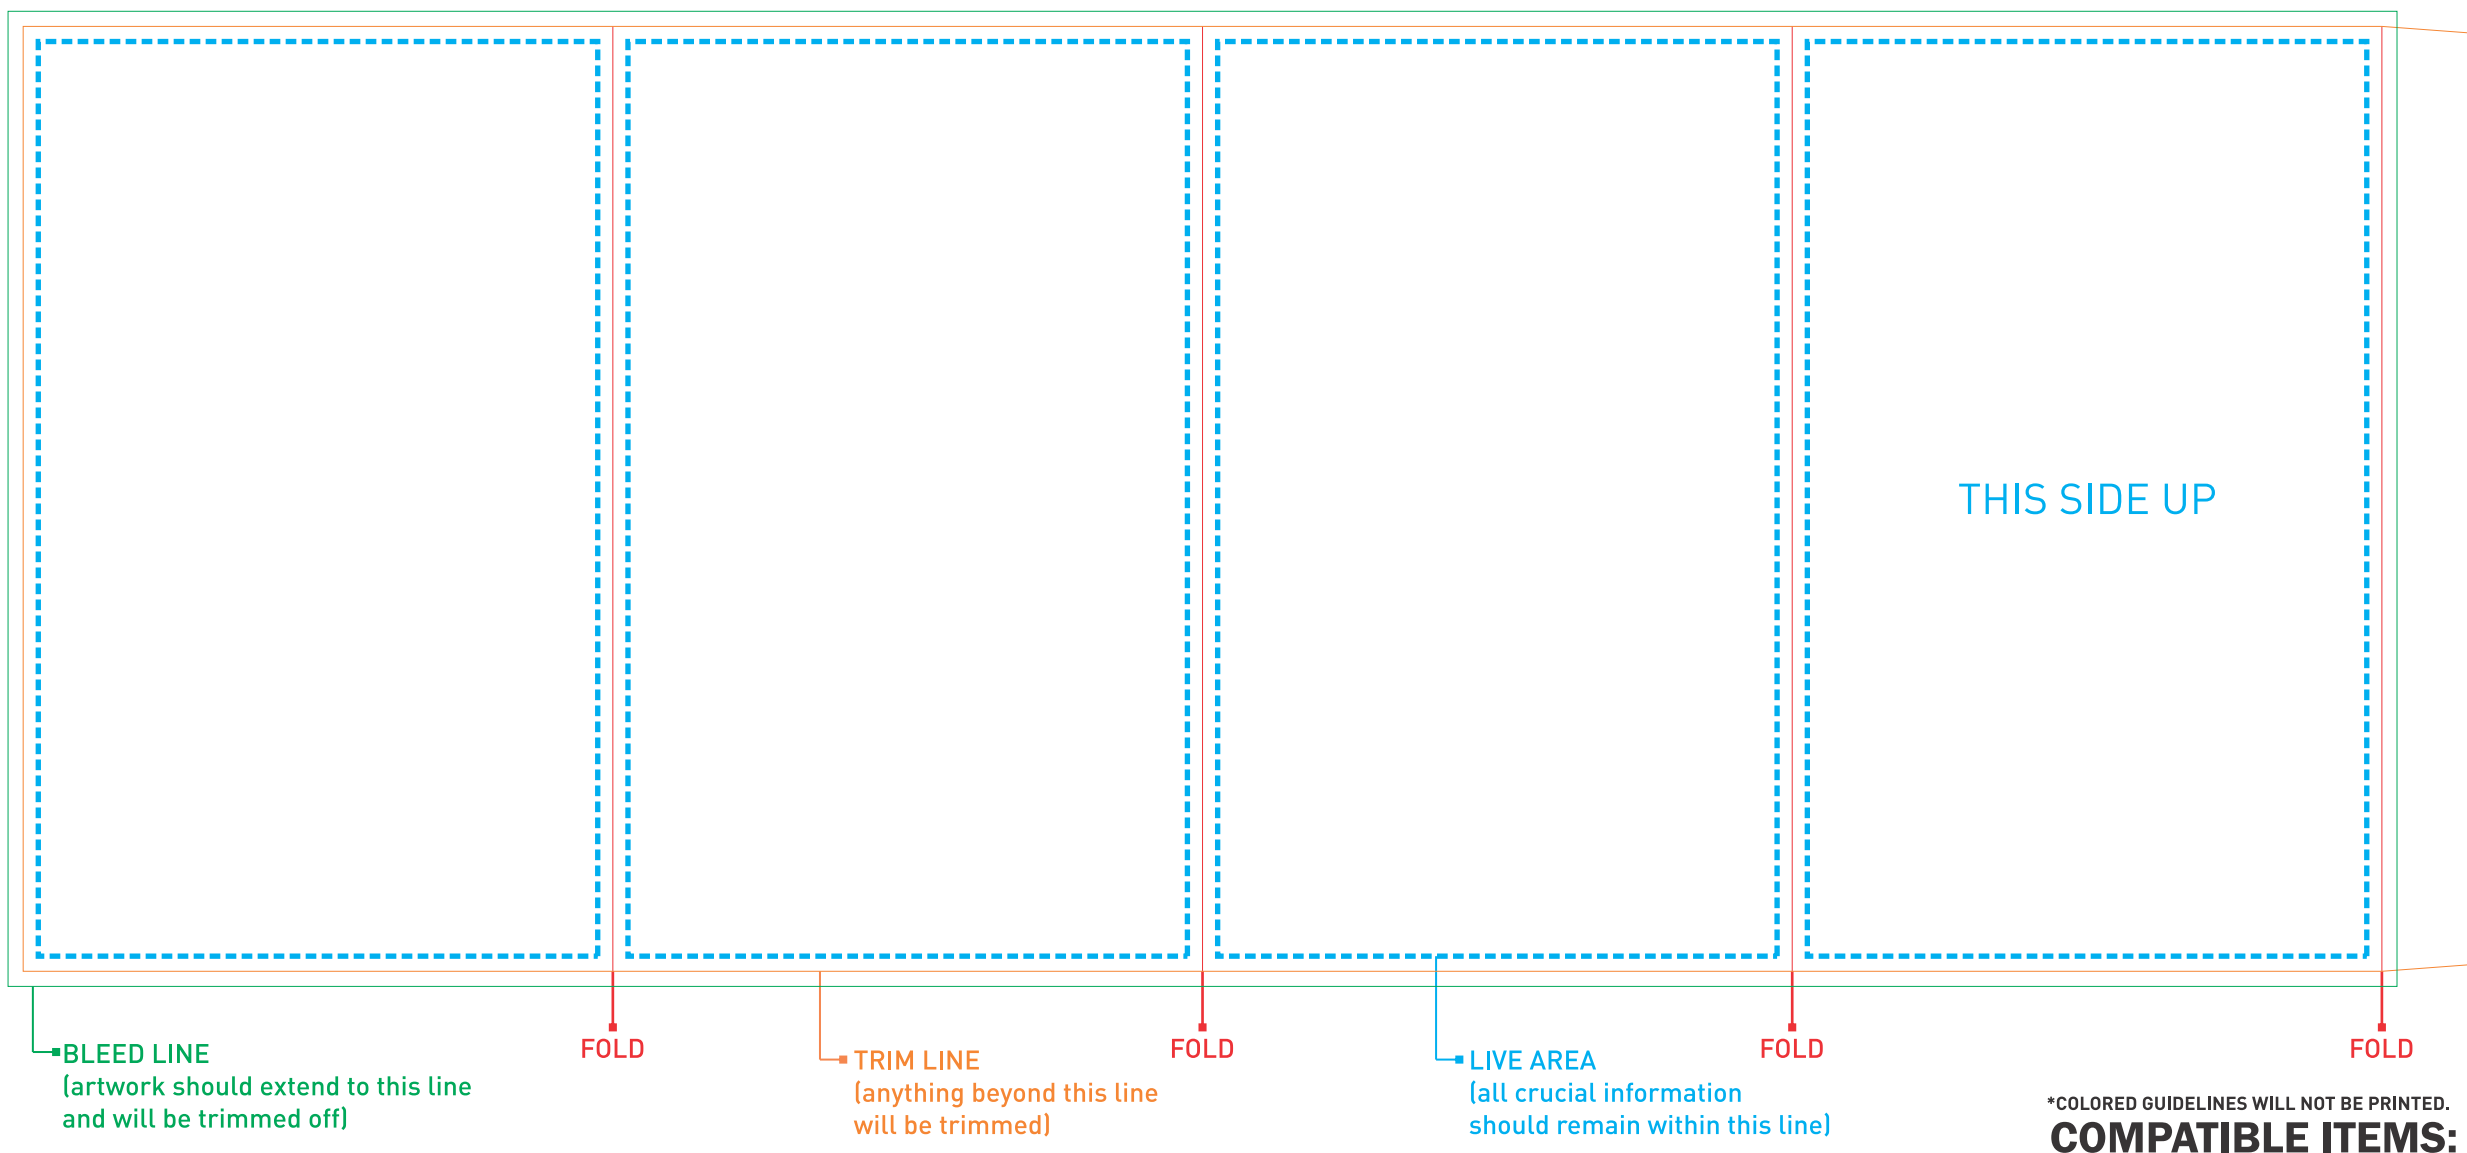 THIS SIDE UP
FOLD
FOLD
FOLD
FOLD
BLEED LINE
(artwork should extend to this line
and will be trimmed off)
TRIM LINE
(anything beyond this line
will be trimmed)
LIVE AREA
(all crucial information
should remain within this line)
*COLORED GUIDELINES WILL NOT BE PRINTED.
COMPATIBLE ITEMS: